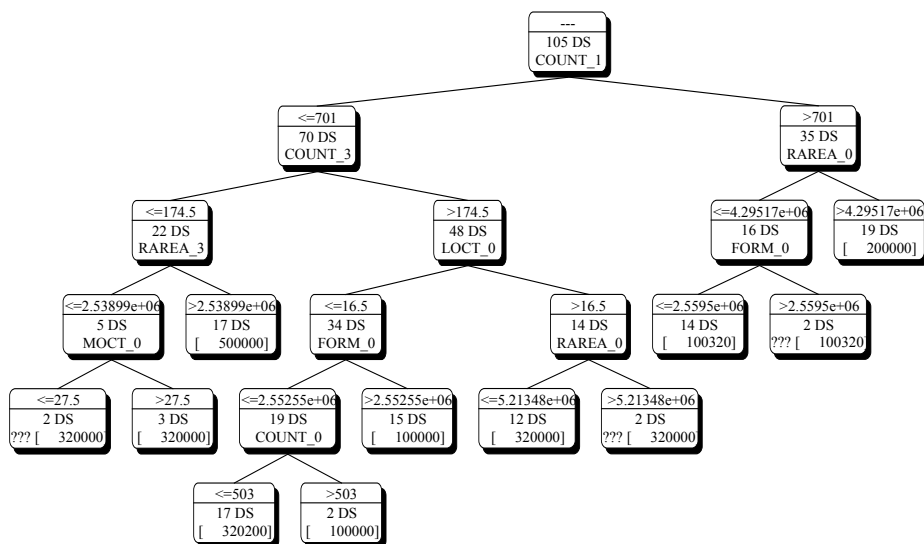 ---
105 DS
COUNT_1
<=701
70 DS
COUNT_3
>701
35 DS
RAREA_0
<=174.5
22 DS
RAREA_3
>174.5
48 DS
LOCT_0
<=4.29517e+06
16 DS
FORM_0
>4.29517e+06
19 DS
[ 200000]
<=2.53899e+06
5 DS
MOCT_0
>2.53899e+06
17 DS
[ 500000]
<=16.5
34 DS
FORM_0
>16.5
14 DS
RAREA_0
<=2.5595e+06
14 DS
[ 100320]
>2.5595e+06
2 DS
??? [ 100320]
<=27.5
2 DS
??? [ 320000]
>27.5
3 DS
[ 320000]
<=2.55255e+06
19 DS
COUNT_0
>2.55255e+06
15 DS
[ 100000]
<=5.21348e+06
12 DS
[ 320000]
>5.21348e+06
2 DS
??? [ 320000]
<=503
17 DS
[ 320200]
>503
2 DS
[ 100000]